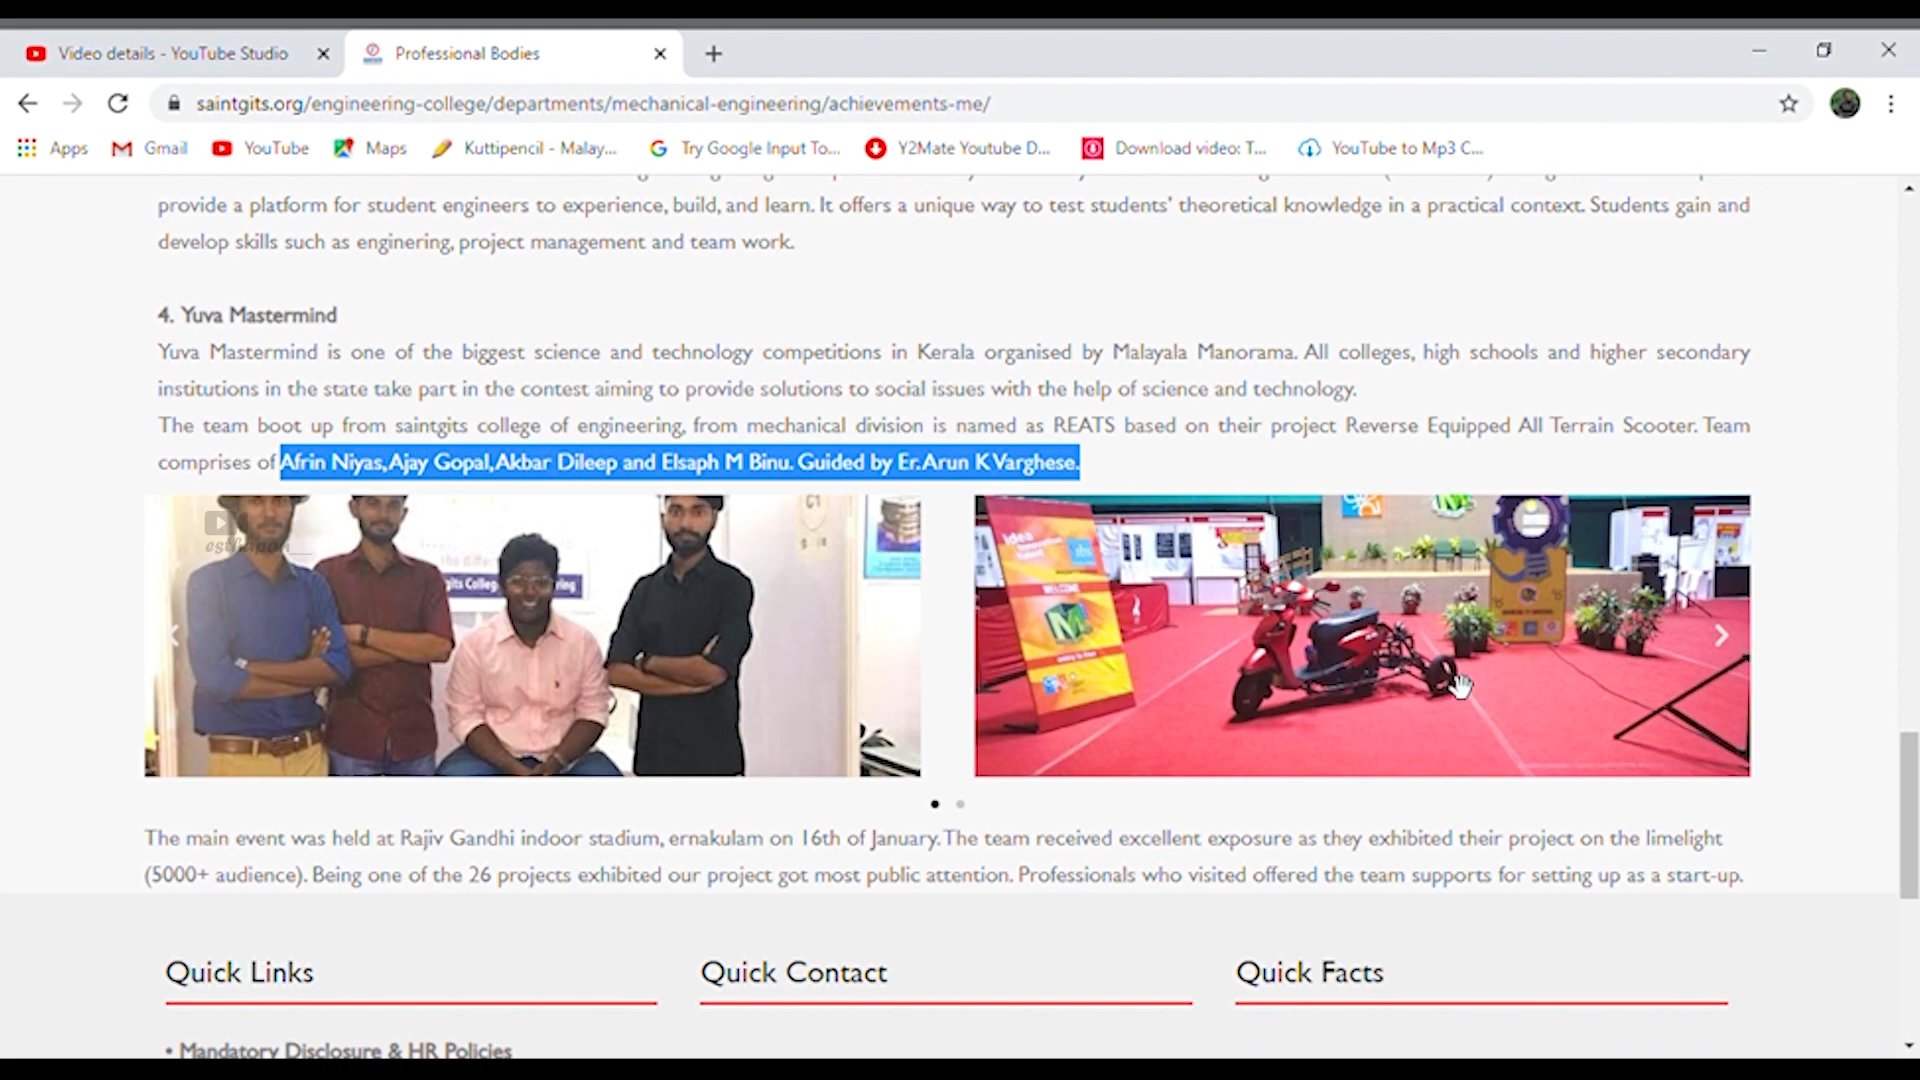 Video details - YouTube Studio
Professional Bodies
saintgits.org/engineering-college/departments/mechanical-engineering/achievements-me/
Apps
Gmail
YouTube
Maps
Kuttipencil - Malay...
Try Google Input To...
Y2Mate Youtube D...
Download video: T...
YouTube to Mp3 C...
provide a platform for student engineers to experience, build, and learn. It offers a unique way to test students' theoretical knowledge in a practical context. Students gain and
develop skills such as enginering, project management and team work.
4. Yuva Mastermind
Yuva Mastermind is one of the biggest science and technology competitions in Kerala organised by Malayala Manorama. All colleges, high schools and higher secondary
institutions in the state take part in the contest aiming to provide solutions to social issues with the help of science and technology.
The team boot up from saintgits college of engineering, from mechanical division is named as REATS based on their project Reverse Equipped All Terrain Scooter. Team
comprises of Afrin Niyas, Ajay Gopal, Akbar Dileep and Elsaph M Binu. Guided by Er. Arun K Varghese.
idea
WELCOME
M
The main event was held at Rajiv Gandhi indoor stadium, ernakulam on 16th of January. The team received excellent exposure as they exhibited their project on the limelight
(5000+ audience). Being one of the 26 projects exhibited our project got most public attention. Professionals who visited offered the team supports for setting up as a start-up.
Quick Links
Quick Contact
Quick Facts
• Mandatory Disclosure & HR Policies